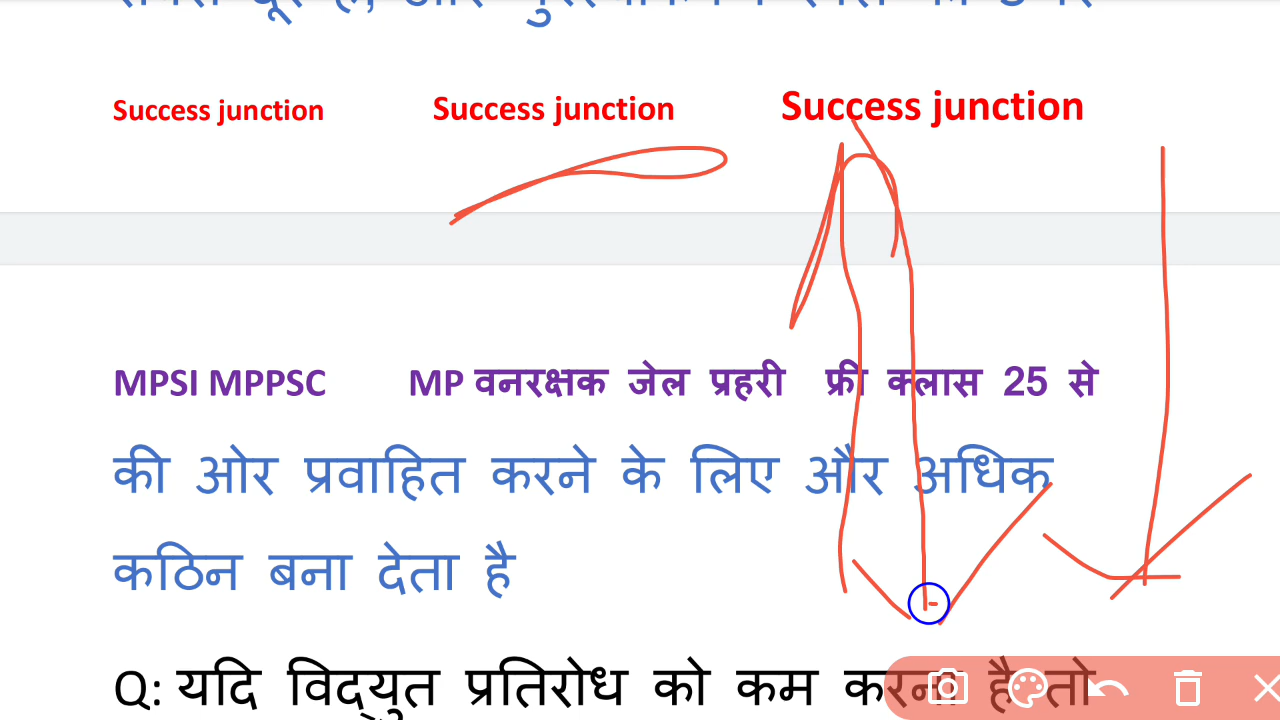 Success junction Success junction Success junction
MPSI MPPSC MP वनरक्षक जेल प्रहरी फ्री क्लास 25 से
की ओर प्रवाहित करने के लिए और अधिक
कठिन बना देता है
Q: यदि विद्युत प्रतिरोध को कम करना है तो